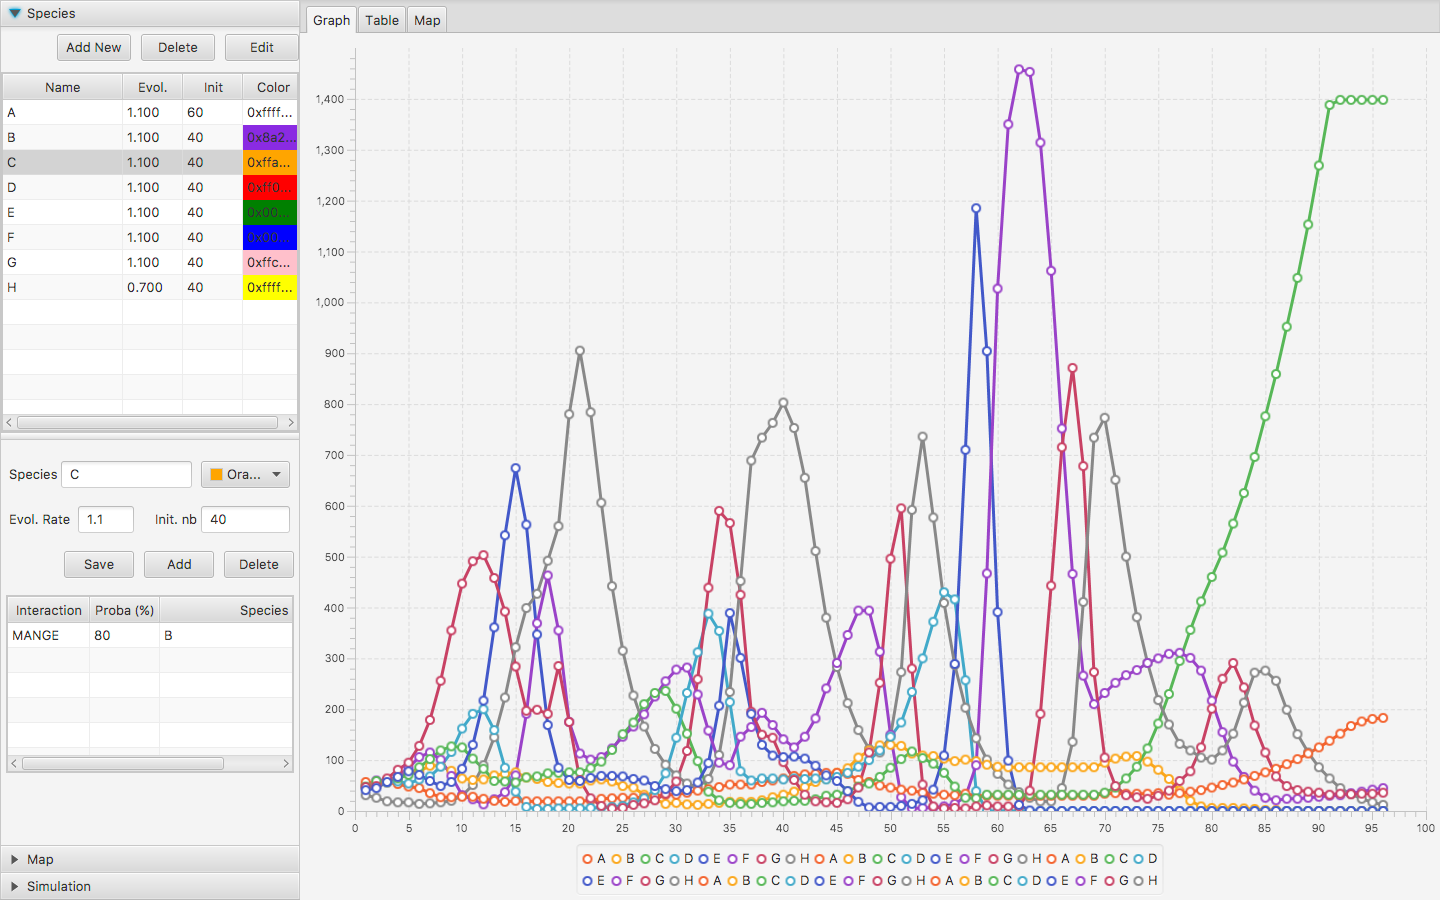 Species
Add New Delete Edit
Name Evol. Init Color
A 1.100 60 0xffff...
B 1.100 40 0x8a2...
C 1.100 40 0xffa...
D 1.100 40 0xff0...
E 1.100 40 0x00...
F 1.100 40 0x00...
G 1.100 40 0xffc...
H 0.700 40 0xffff...
Species C Ora...
Evol. Rate 1.1 Init. nb 40
Save Add Delete
Interaction Proba (%) Species
MANGE 80 B
Map
Simulation
Graph Table Map
1,400
1,300
1,200
1,100
1,000
900
800
700
600
500
400
300
200
100
0
0 5 10 15 20 25 30 35 40 45 50 55 60 65 70 75 80 85 90 95 100
A B C D E F G H A B C D E F G H A B C D
E F G H A B C D E F G H A B C D E F G H